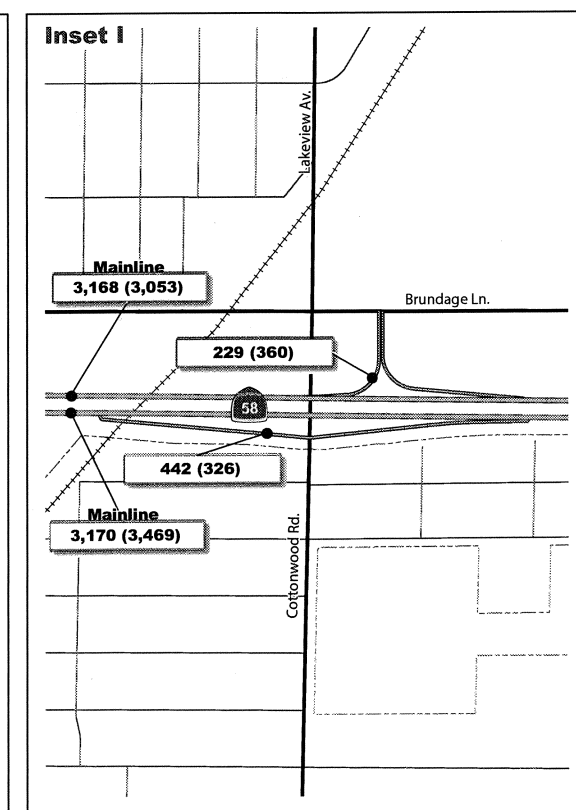 Inset I
Lakeview Av.
Mainline
3,168 (3,053)
Brundage Ln.
229 (360)
58
442 (326)
Mainline
3,170 (3,469)
Cottonwood Rd.